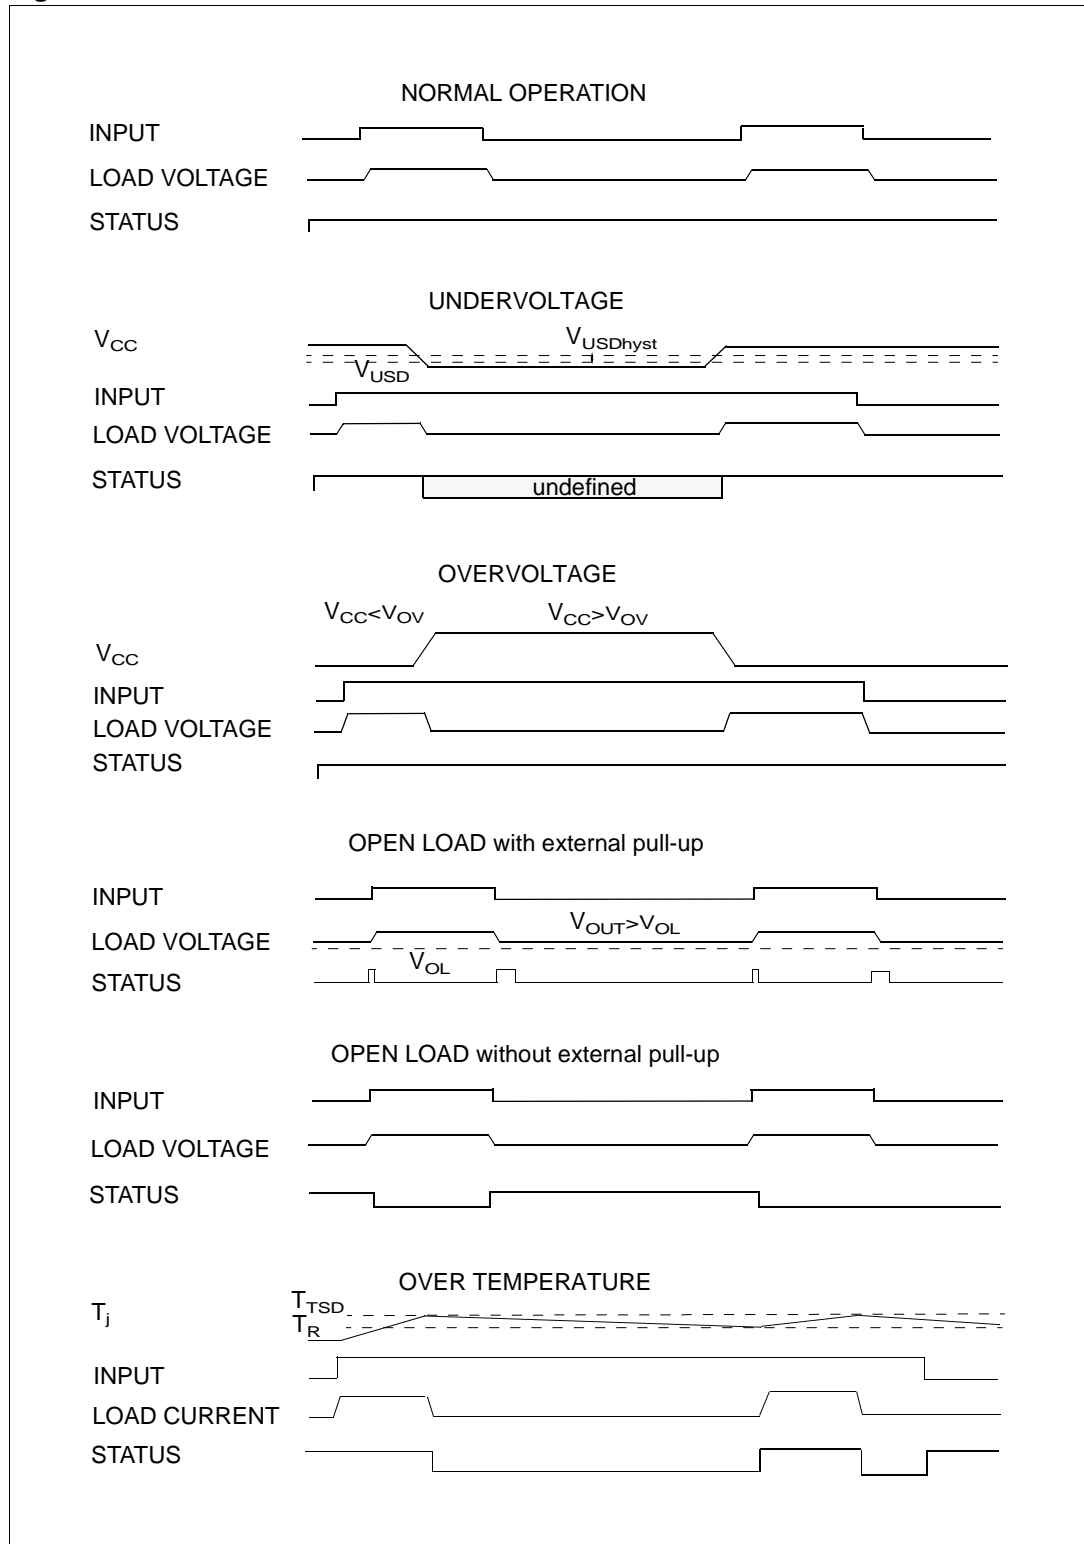 NORMAL OPERATION
INPUT
LOAD VOLTAGE
STATUS
UNDERVOLTAGE
VCC
VUSDhyst
VUSD
INPUT
LOAD VOLTAGE
STATUS
undefined
OVERVOLTAGE
VCC<VOV
VCC>VOV
VCC
INPUT
LOAD VOLTAGE
STATUS
OPEN LOAD with external pull-up
INPUT
VOUT>VOL
LOAD VOLTAGE
VOL
STATUS
OPEN LOAD without external pull-up
INPUT
LOAD VOLTAGE
STATUS
OVER TEMPERATURE
Tj
TTSD
TR
INPUT
LOAD CURRENT
STATUS